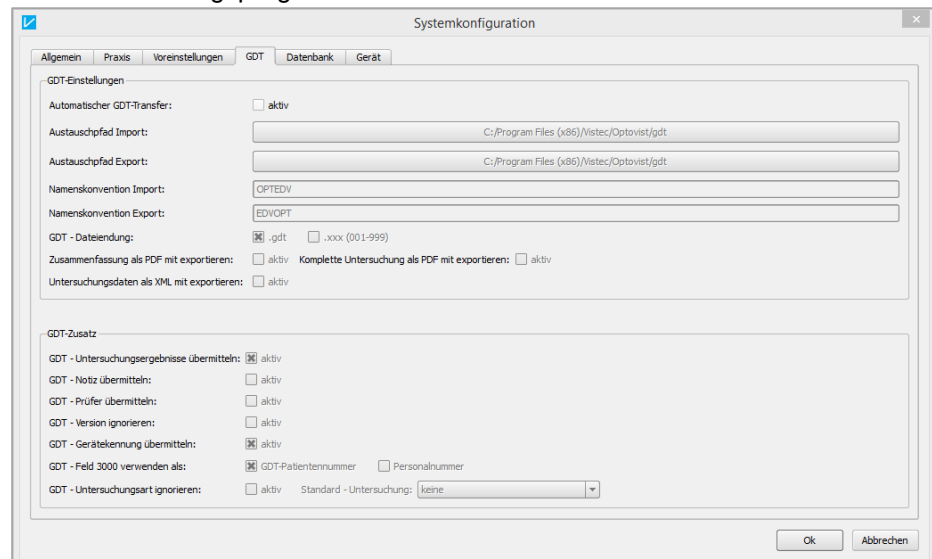 Systemkonfiguration
Allgemein Praxis Voreinstellungen GDT Datenbank Gerät
GDT-Einstellungen
Automatischer GDT-Transfer: aktiv
Austauschpfad Import: C:/Program Files (x86)/Vistec/Optovist/gdt
Austauschpfad Export: C:/Program Files (x86)/Vistec/Optovist/gdt
Namenskonvention Import: OPTEDV
Namenskonvention Export: EDVOPT
GDT - Dateiendung: .gdt .xxx (001-999)
Zusammenfassung als PDF mit exportieren: aktiv Komplette Untersuchung als PDF mit exportieren: aktiv
Untersuchungsdaten als XML mit exportieren: aktiv
GDT-Zusatz
GDT - Untersuchungsergebnisse übermitteln: aktiv
GDT - Notiz übermitteln: aktiv
GDT - Prüfer übermitteln: aktiv
GDT - Version ignorieren: aktiv
GDT - Gerätekennung übermitteln: aktiv
GDT - Feld 3000 verwenden als: GDT-Patientennummer Personalnummer
GDT - Untersuchungsart ignorieren: aktiv Standard - Untersuchung: keine
Ok Abbrechen